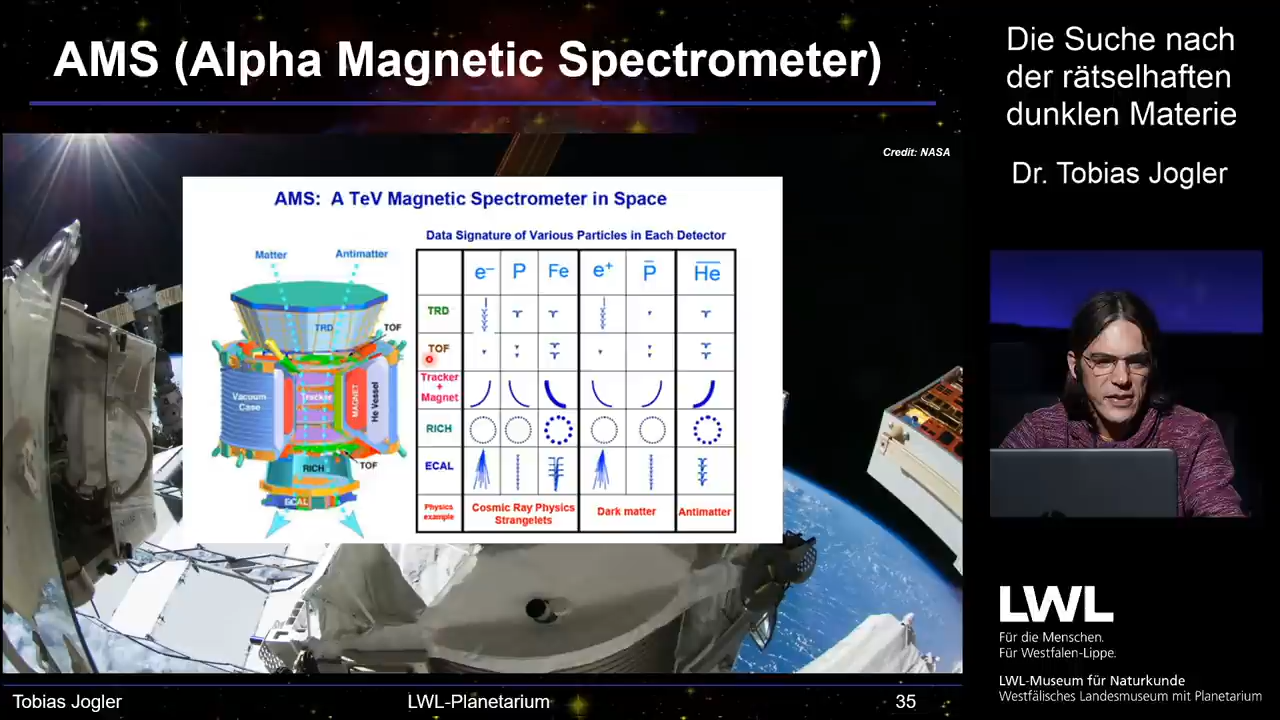 AMS (Alpha Magnetic Spectrometer)
Credit: NASA
AMS: A TeV Magnetic Spectrometer in Space
Data Signature of Various Particles in Each Detector
Matter
Antimatter
TRD
TOF
Vacuum
Case
Tracker
MAGNET
He Vessel
RICH
TOF
ECAL
e⁻ P Fe e⁺ P̅ H̅e̅
TRD
TOF
Tracker
+
Magnet
RICH
ECAL
Physics
example
Cosmic Ray Physics
Strangelets
Dark matter
Antimatter
Tobias Jogler
LWL-Planetarium
35
Die Suche nach
der rätselhaften
dunklen Materie
Dr. Tobias Jogler
LWL
Für die Menschen.
Für Westfalen-Lippe.
LWL-Museum für Naturkunde
Westfälisches Landesmuseum mit Planetarium